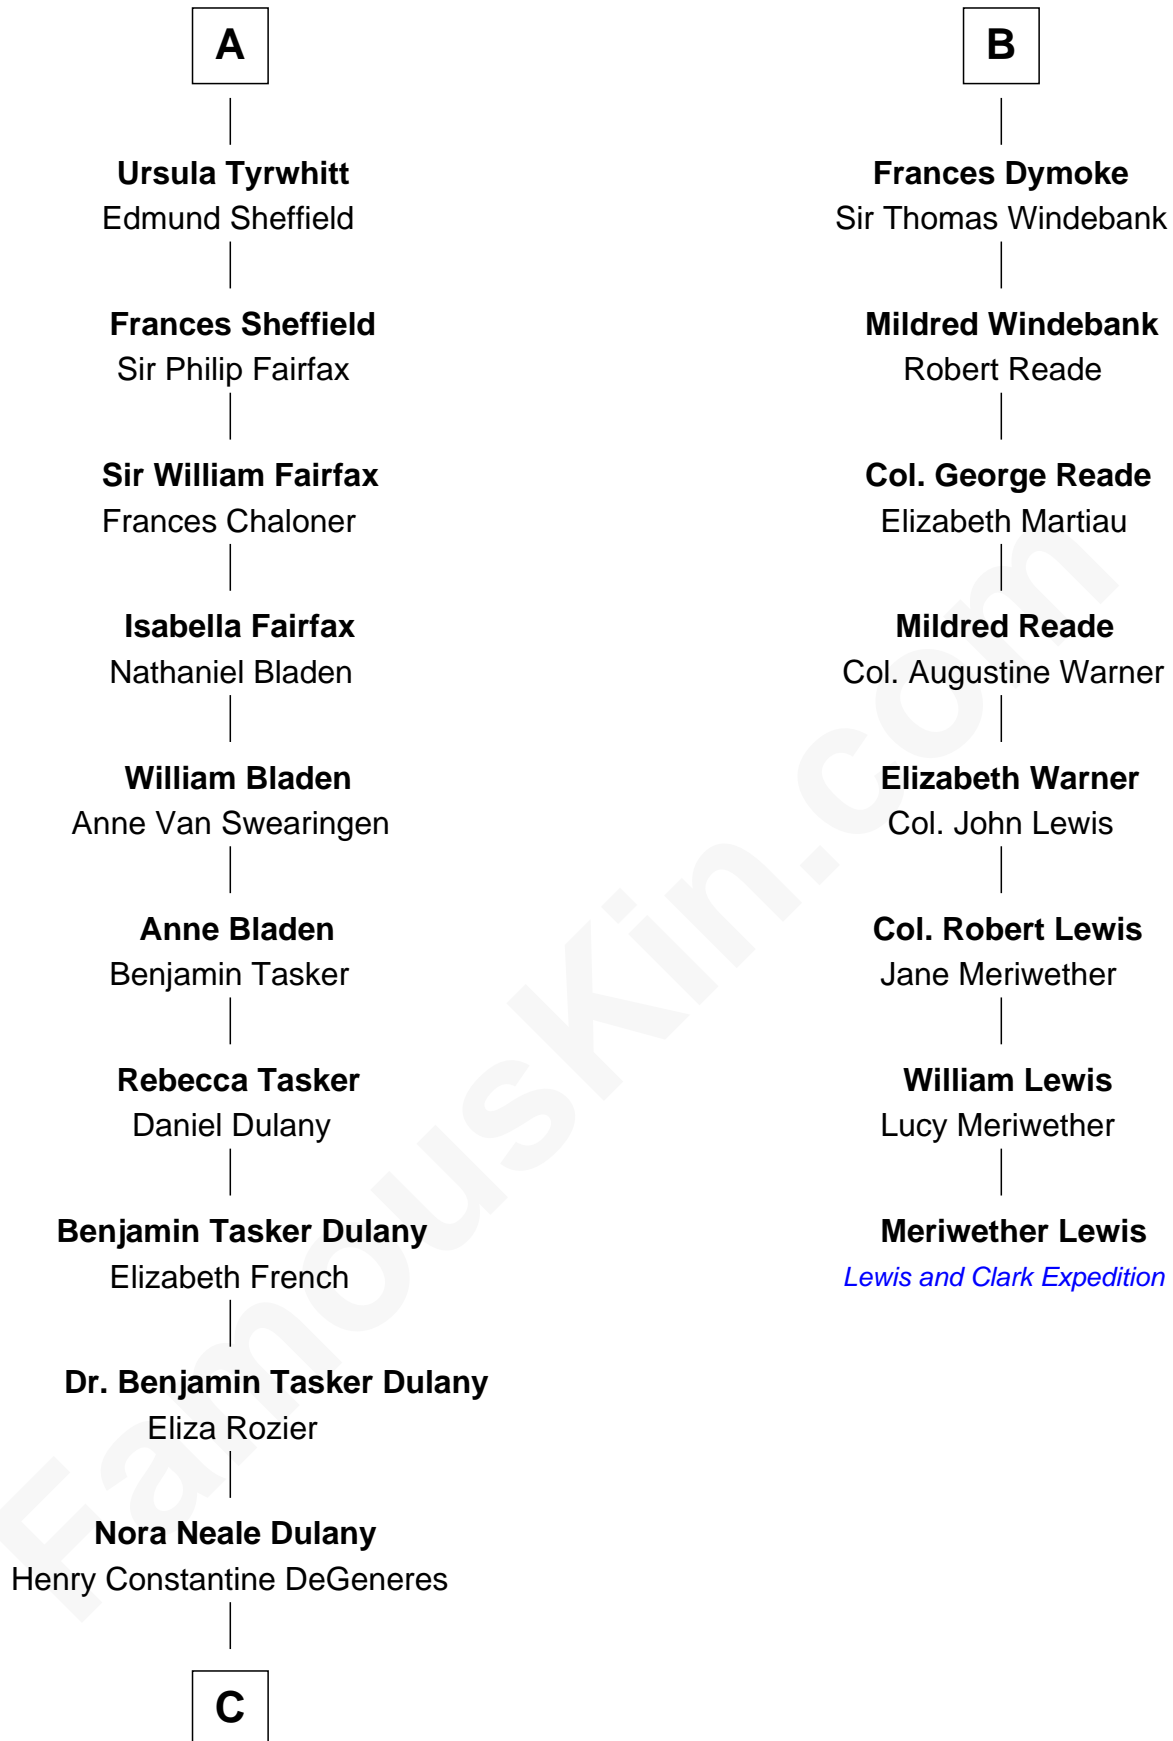 A
Ursula Tyrwhitt
Edmund Sheffield
Frances Sheffield
Sir Philip Fairfax
Sir William Fairfax
Frances Chaloner
Isabella Fairfax
Nathaniel Bladen
William Bladen
Anne Van Swearingen
Anne Bladen
Benjamin Tasker
Rebecca Tasker
Daniel Dulany
Benjamin Tasker Dulany
Elizabeth French
Dr. Benjamin Tasker Dulany
Eliza Rozier
Nora Neale Dulany
Henry Constantine DeGeneres
C
B
Frances Dymoke
Sir Thomas Windebank
Mildred Windebank
Robert Reade
Col. George Reade
Elizabeth Martiau
Mildred Reade
Col. Augustine Warner
Elizabeth Warner
Col. John Lewis
Col. Robert Lewis
Jane Meriwether
William Lewis
Lucy Meriwether
Meriwether Lewis
Lewis and Clark Expedition
FamousKin.com